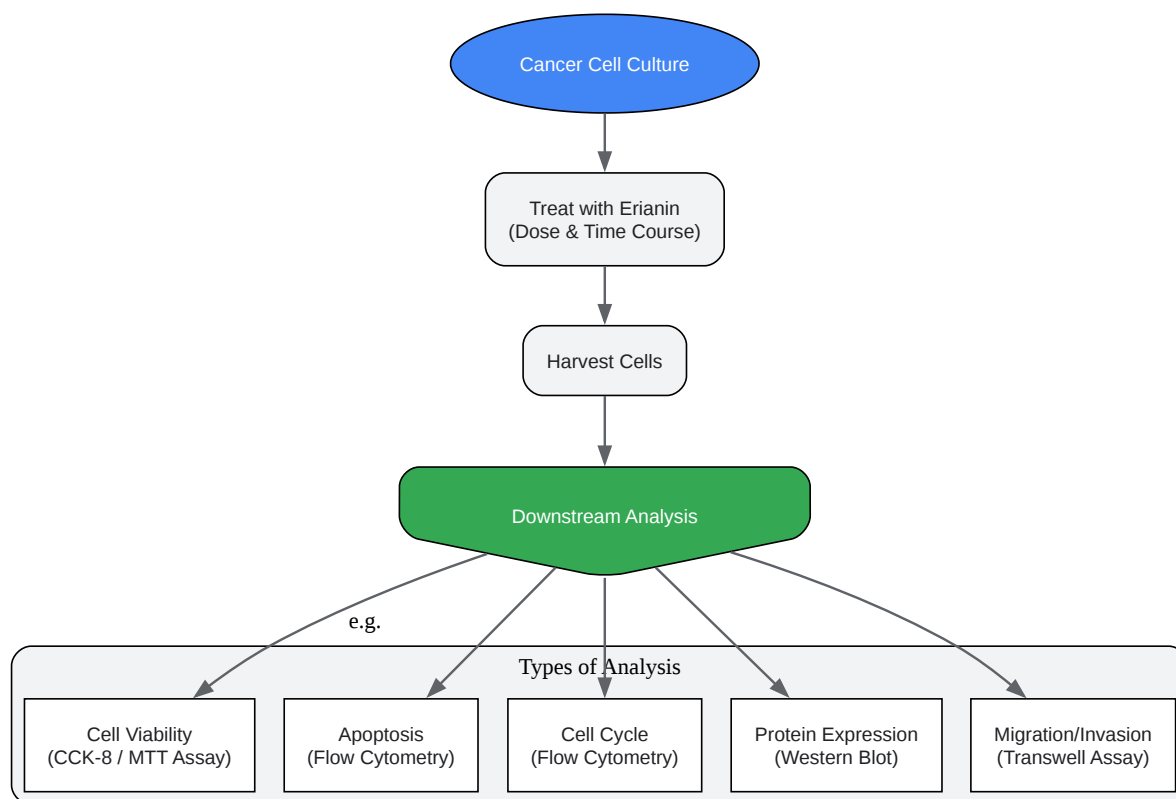 Cancer Cell Culture
Treat with Erianin
(Dose & Time Course)
Harvest Cells
Downstream Analysis
e.g.
Types of Analysis
Cell Viability
(CCK-8 / MTT Assay)
Apoptosis
(Flow Cytometry)
Cell Cycle
(Flow Cytometry)
Protein Expression
(Western Blot)
Migration/Invasion
(Transwell Assay)